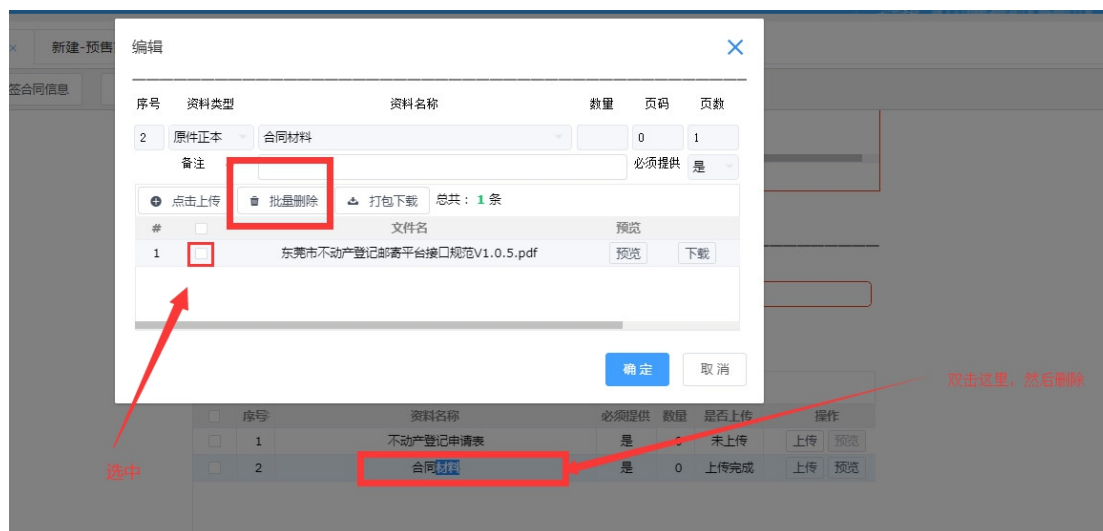 × 新建-预售
签合同信息
编辑 ×
序号 资料类型 资料名称 数量 页码 页数
2 原件正本 合同材料 0 1
备注 必须提供 是
点击上传 批量删除 打包下载 总共： 1 条
# 文件名 预览
1 东莞市不动产登记邮寄平台接口规范V1.0.5.pdf 预览 下载
确定 取消
双击这里，然后删除
序号 资料名称 必须提供 数量 是否上传 操作
1 不动产登记申请表 是 0 未上传 上传 预览
选中
2 合同材料 是 0 上传完成 上传 预览